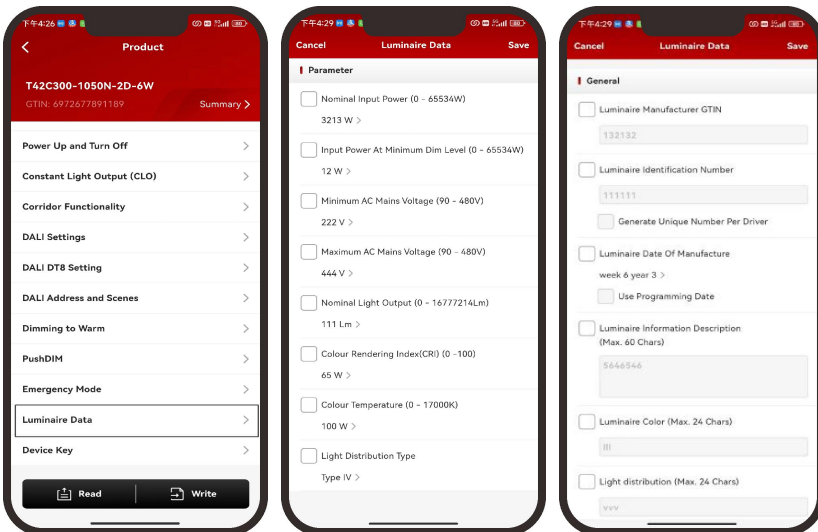 下午4:26
Product
T42C300-1050N-2D-6W
GTIN: 6972677891189
Summary >
Power Up and Turn Off
Constant Light Output (CLO)
Corridor Functionality
DALI Settings
DALI DT8 Setting
DALI Address and Scenes
Dimming to Warm
PushDIM
Emergency Mode
Luminaire Data
Device Key
Read
Write
下午4:29
Cancel
Luminaire Data
Save
Parameter
Nominal Input Power (0 - 65534W)
3213 W >
Input Power At Minimum Dim Level (0 - 65534W)
12 W >
Minimum AC Mains Voltage (90 - 480V)
222 V >
Maximum AC Mains Voltage (90 - 480V)
444 V >
Nominal Light Output (0 - 16777214Lm)
111 Lm >
Colour Rendering Index(CRI) (0 -100)
65 W >
Colour Temperature (0 - 17000K)
100 W >
Light Distribution Type
Type IV >
下午4:29
Cancel
Luminaire Data
Save
General
Luminaire Manufacturer GTIN
132132
Luminaire Identification Number
111111
Generate Unique Number Per Driver
Luminaire Date Of Manufacture
week 6 year 3 >
Use Programming Date
Luminaire Information Description
(Max. 60 Chars)
5646546
Luminaire Color (Max. 24 Chars)
Light distribution (Max. 24 Chars)
vvv